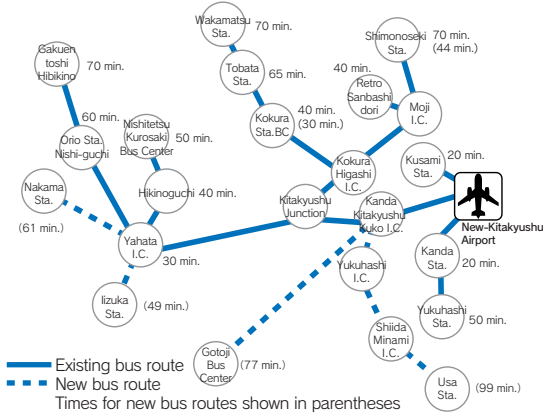 Wakamatsu
Sta.
70 min.
Gakuen
toshi
Hibikino
70 min.
Tobata
Sta.
65 min.
Shimonoseki
Sta.
70 min.
(44 min.)
40 min.
Retro
Sanbashi
dori
Moji
I.C.
60 min.
Orio Sta.
Nishi-guchi
Nishitetsu
Kurosaki
Bus Center
50 min.
Kokura
Sta.BC
40 min.
(30 min.)
Kokura
Higashi
I.C.
Kusami
Sta.
20 min.
Nakama
Sta.
(61 min.)
Hikinoguchi
40 min.
Kitakyushu
Junction
Kanda
Kitakyushu
Kuko I.C.
New-Kitakyushu
Airport
Yahata
I.C.
30 min.
Yukuhashi
I.C.
Kanda
Sta.
20 min.
Iizuka
Sta.
(49 min.)
Yukuhashi
Sta.
50 min.
Shiida
Minami
I.C.
Gotoji
Bus
Center
(77 min.)
Usa
Sta.
(99 min.)
Existing bus route
New bus route
Times for new bus routes shown in parentheses